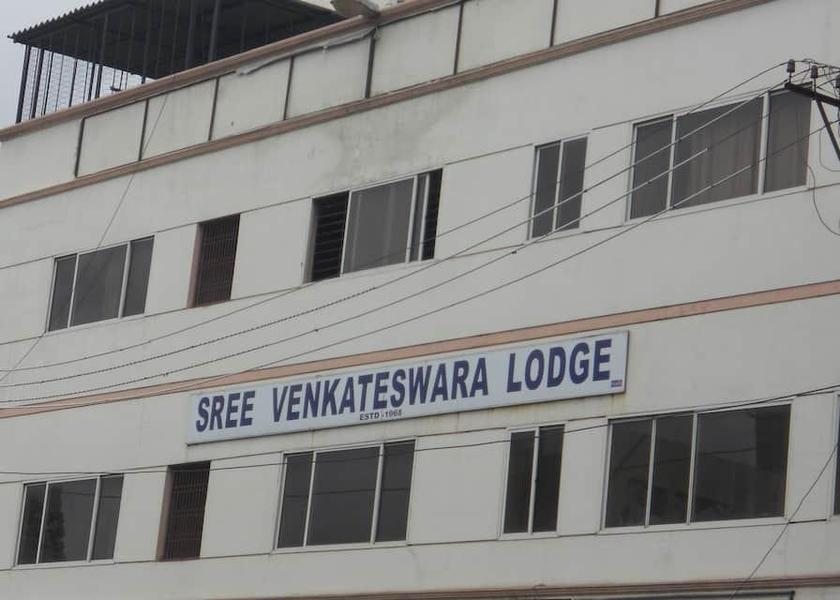 SREE VENKATESWARA LODGE
ESTD-1968